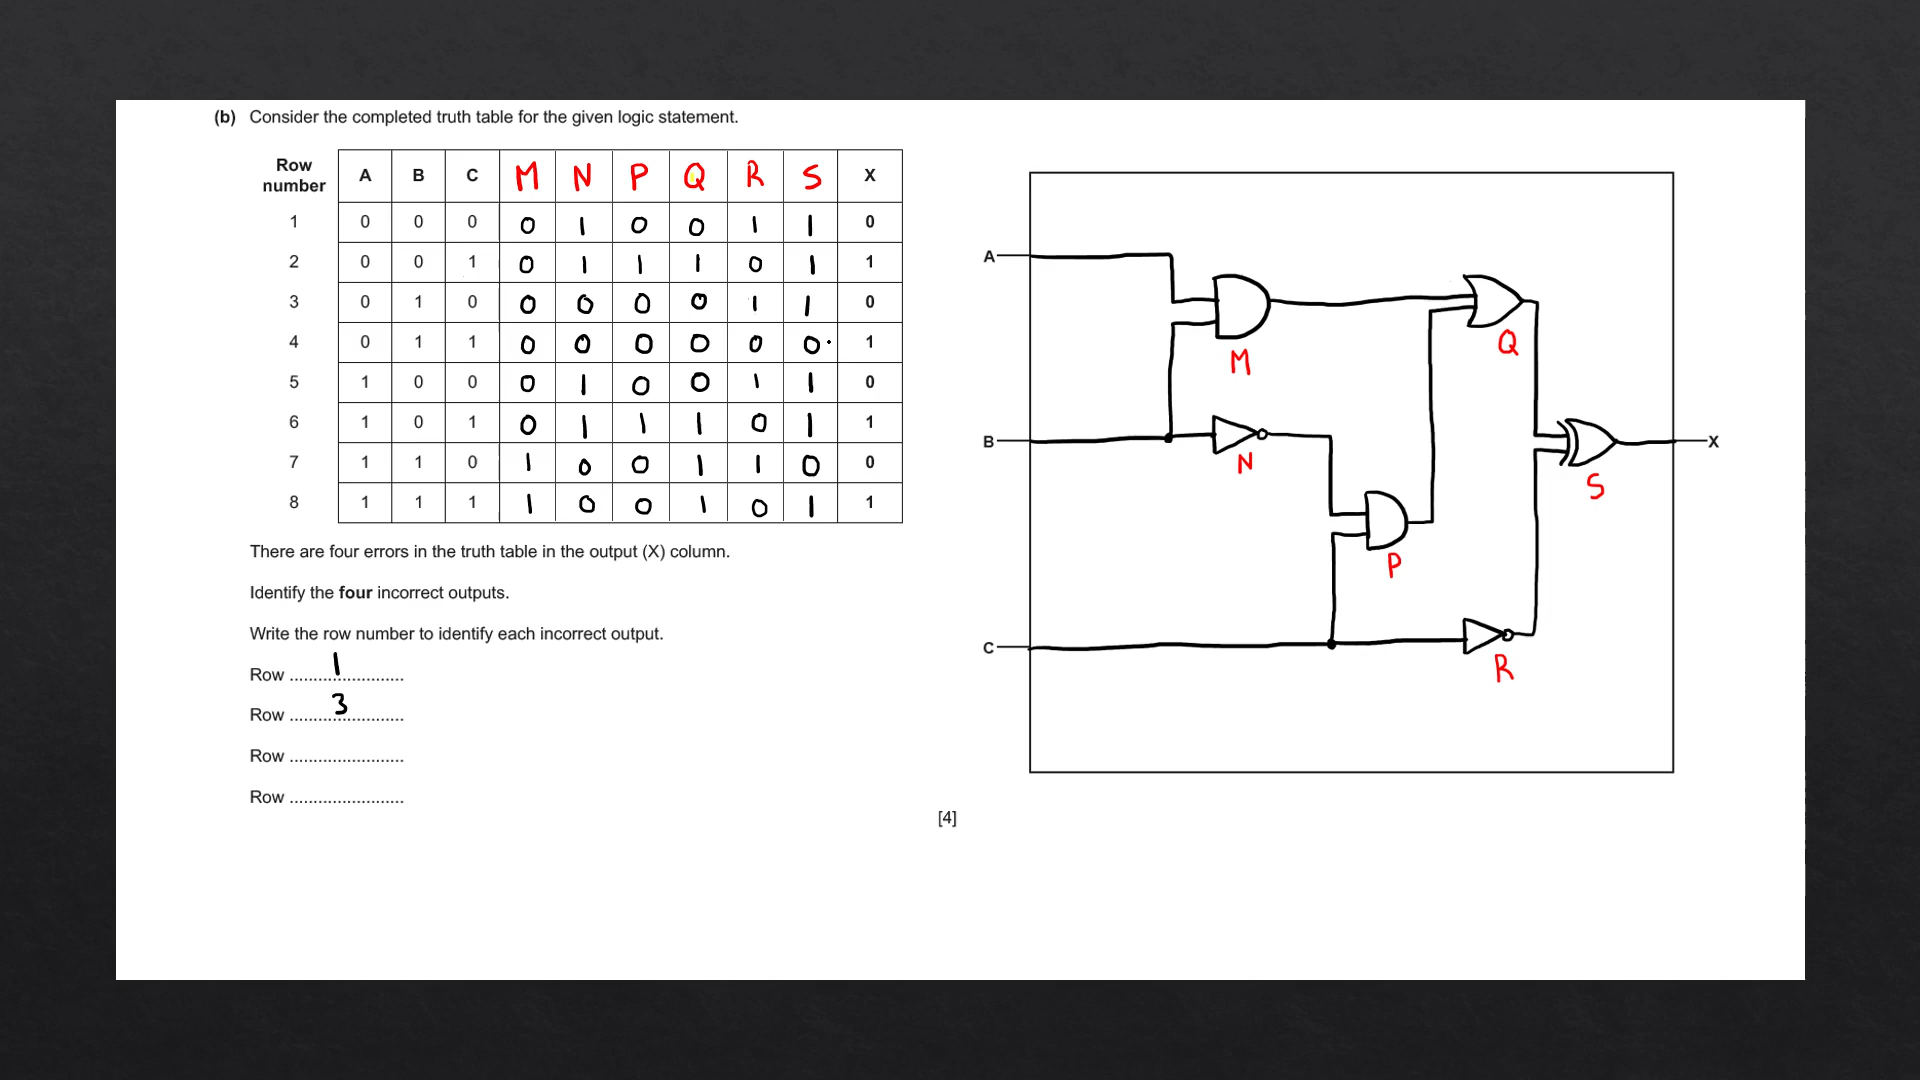 (b) Consider the completed truth table for the given logic statement.
Row number A B C M N P Q R S X
1 0 0 0 0 1 0 0 1 1 0
2 0 0 1 0 1 1 1 0 1 1
3 0 1 0 0 0 0 0 1 1 0
4 0 1 1 0 0 0 0 0 0 1
5 1 0 0 0 1 0 0 1 1 0
6 1 0 1 0 1 1 1 0 1 1
7 1 1 0 1 0 0 1 1 0 0
8 1 1 1 1 0 0 1 0 1 1
There are four errors in the truth table in the output (X) column.
Identify the four incorrect outputs.
Write the row number to identify each incorrect output.
Row ........1................
Row ........3................
Row ........................
Row ........................
[4]
A
M
Q
B
N
X
S
P
C
R